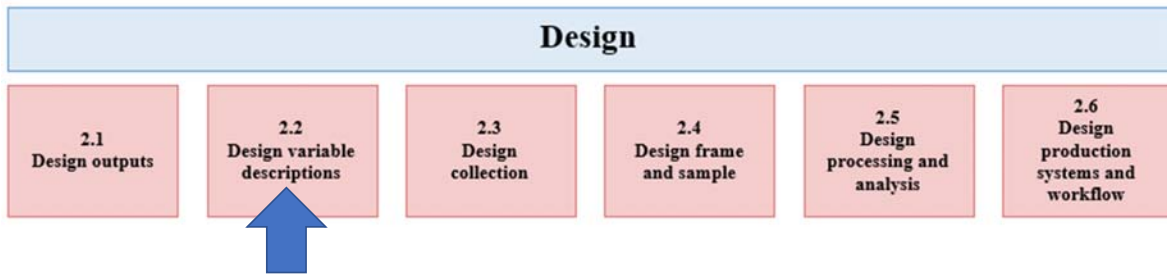 Design
2.1
Design outputs
2.2
Design variable
descriptions
2.3
Design
collection
2.4
Design frame
and sample
2.5
Design
processing and
analysis
2.6
Design
production
systems and
workflow